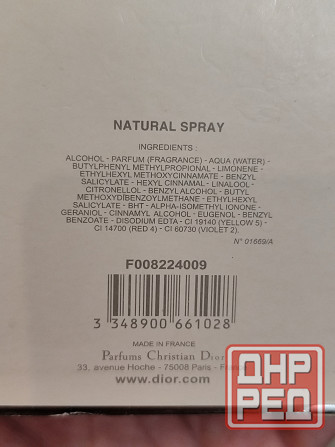 NATURAL SPRAY
INGREDIENTS :
ALCOHOL - PARFUM (FRAGRANCE) - AQUA (WATER) -
BUTYLPHENYL METHYLPROPIONAL - LIMONENE -
ETHYLHEXYL METHOXYCINNAMATE - BENZYL
SALICYLATE - HEXYL CINNAMAL - LINALOOL -
CITRONELLOL - BENZYL ALCOHOL - BUTYL
METHOXYDIBENZOYLMETHANE - ETHYLHEXYL
SALICYLATE - BHT - ALPHA-ISOMETHYL IONONE -
GERANIOL - CINNAMYL ALCOHOL - EUGENOL - BENZYL
BENZOATE - DISODIUM EDTA - CI 19140 (YELLOW 5) -
CI 14700 (RED 4) - CI 60730 (VIOLET 2).
N° 01669/A
F008224009
3 348900 661028
MADE IN FRANCE
Parfums Christian Dior
33, avenue Hoche - 75008 Paris -
www.dior.com
ДНР
РЕД